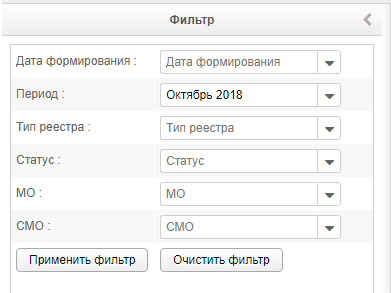 Фильтр
Дата формирования : Дата формирования
Период : Октябрь 2018
Тип реестра : Тип реестра
Статус : Статус
МО : МО
СМО : СМО
Применить фильтр Очистить фильтр